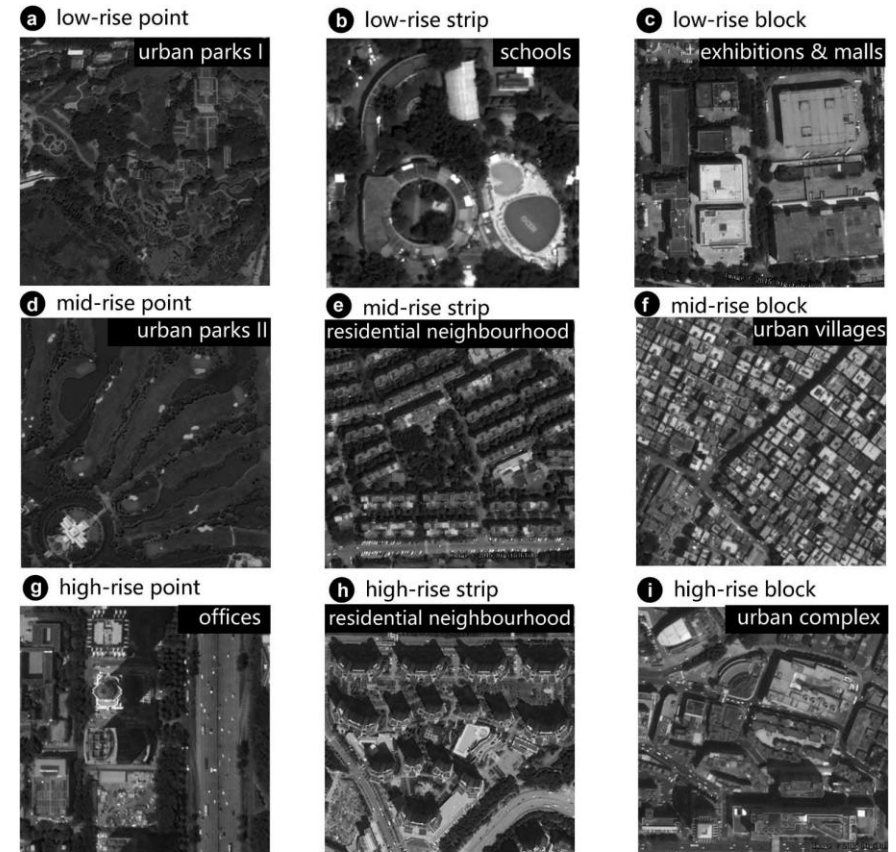 a low-rise point
urban parks I
b low-rise strip
schools
c low-rise block
exhibitions & malls
d mid-rise point
urban parks II
e mid-rise strip
residential neighbourhood
f mid-rise block
urban villages
g high-rise point
offices
h high-rise strip
residential neighbourhood
i high-rise block
urban complex